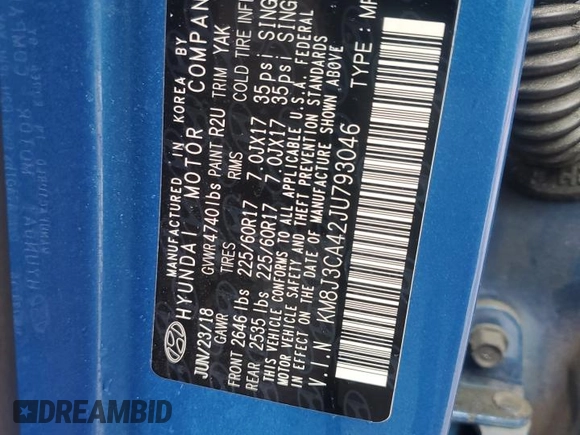 MANUFACTURED IN KOREA BY
HYUNDAI MOTOR COMPAN
JUN/23/18 GVWR 4740lbs PAINT R2U TRIM YAK
GAWR TIRES RIMS COLD TIRE INF
FRONT 2646 lbs 225/60R17 7.0JX17 35psi SING
REAR 2535 lbs 225/60R17 7.0JX17 35psi SING
THIS VEHICLE CONFORMS TO ALL APPLICABLE U.S.A. FEDERAL
MOTOR VEHICLE SAFETY AND THEFT PREVENTION STANDARDS
IN EFFECT ON THE DATE OF MANUFACTURE SHOWN ABOVE
V.I.N. KM8J3CA42JU793046 TYPE: MP
DREAMBID